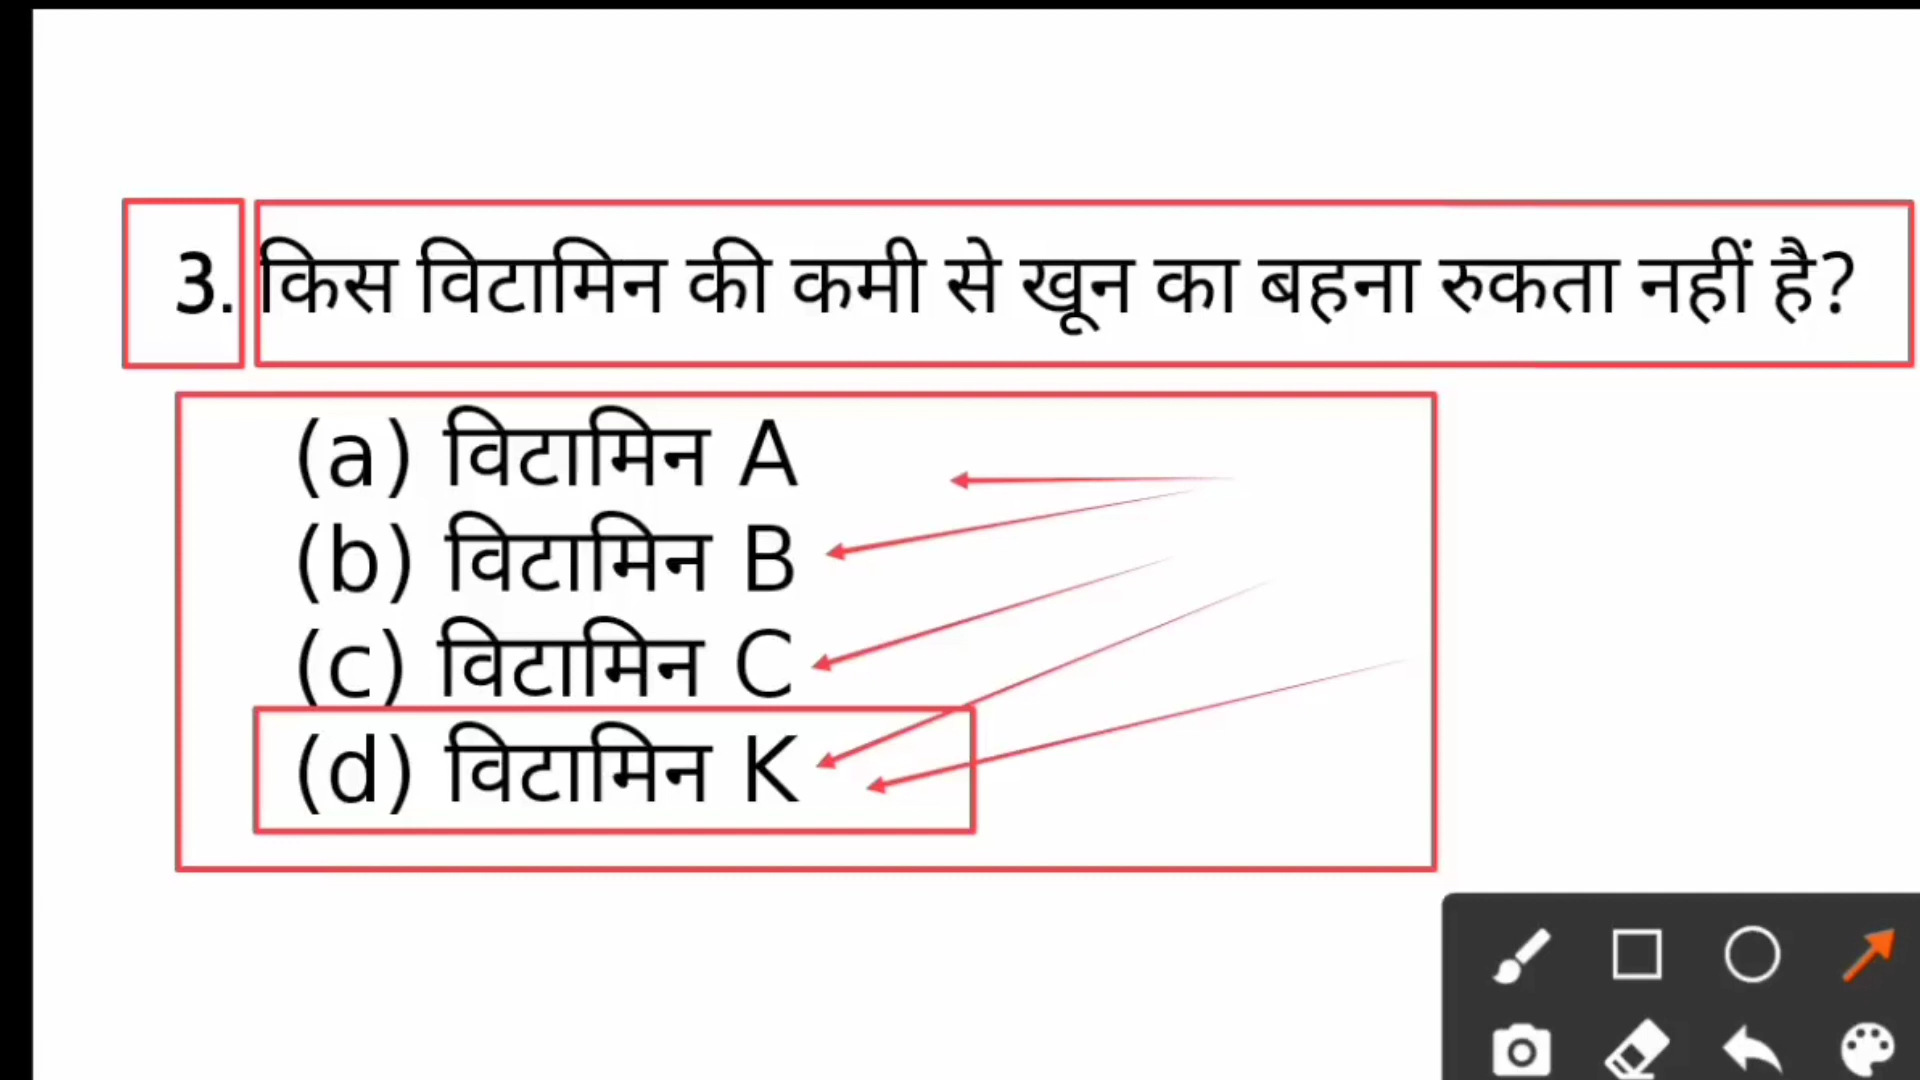 3. किस विटामिन की कमी से खून का बहना रुकता नहीं है?
(a) विटामिन A
(b) विटामिन B
(c) विटामिन C
(d) विटामिन K